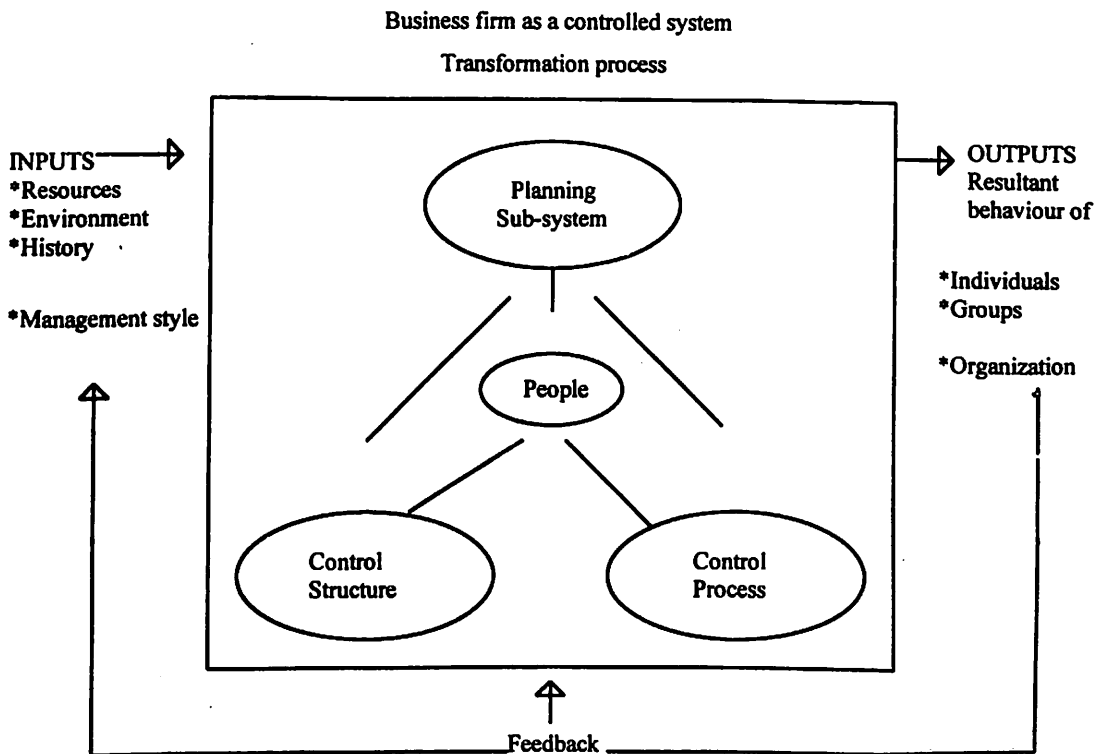 Business firm as a controlled system
Transformation process
INPUTS
*Resources
*Environment
*History
*Management style
Planning
Sub-system
People
Control
Structure
Control
Process
OUTPUTS
Resultant
behaviour of
*Individuals
*Groups
*Organization
Feedback